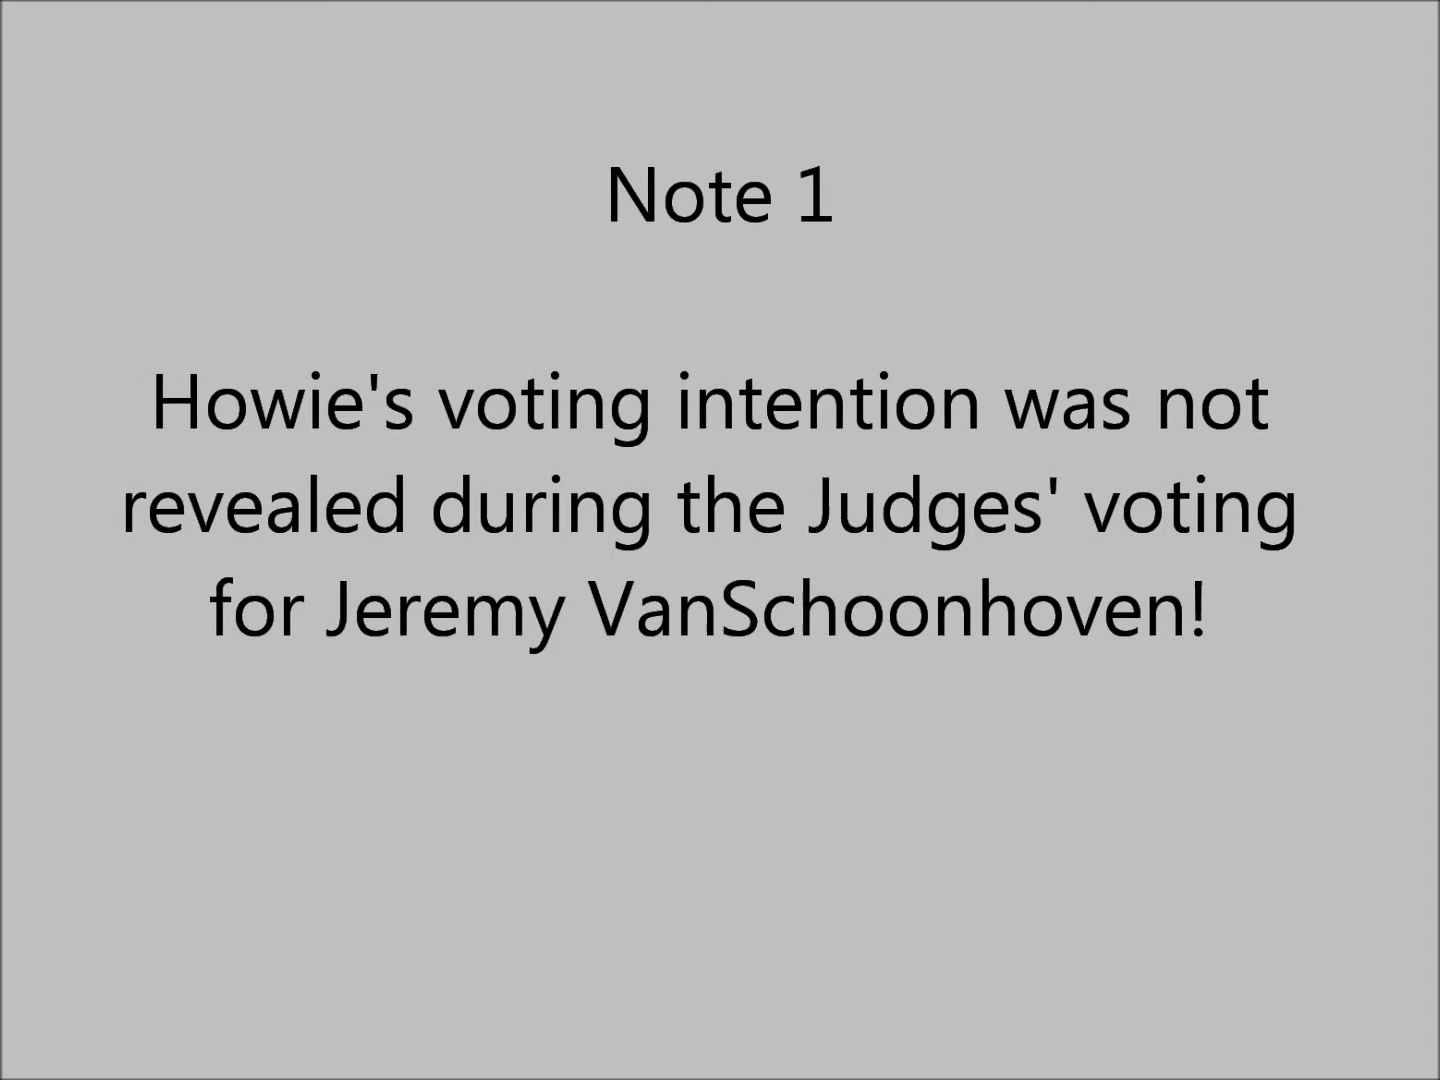 Note 1
Howie's voting intention was not
revealed during the Judges' voting
for Jeremy VanSchoonhoven!